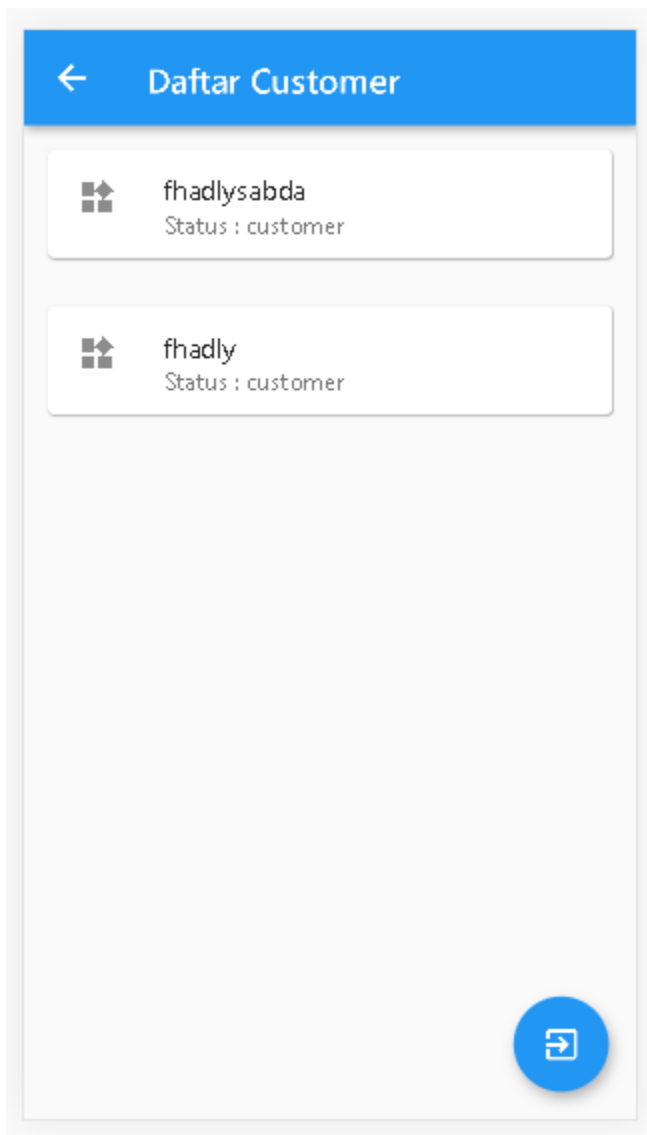 Daftar Customer
fhadlysabda
Status : customer
fhadly
Status : customer